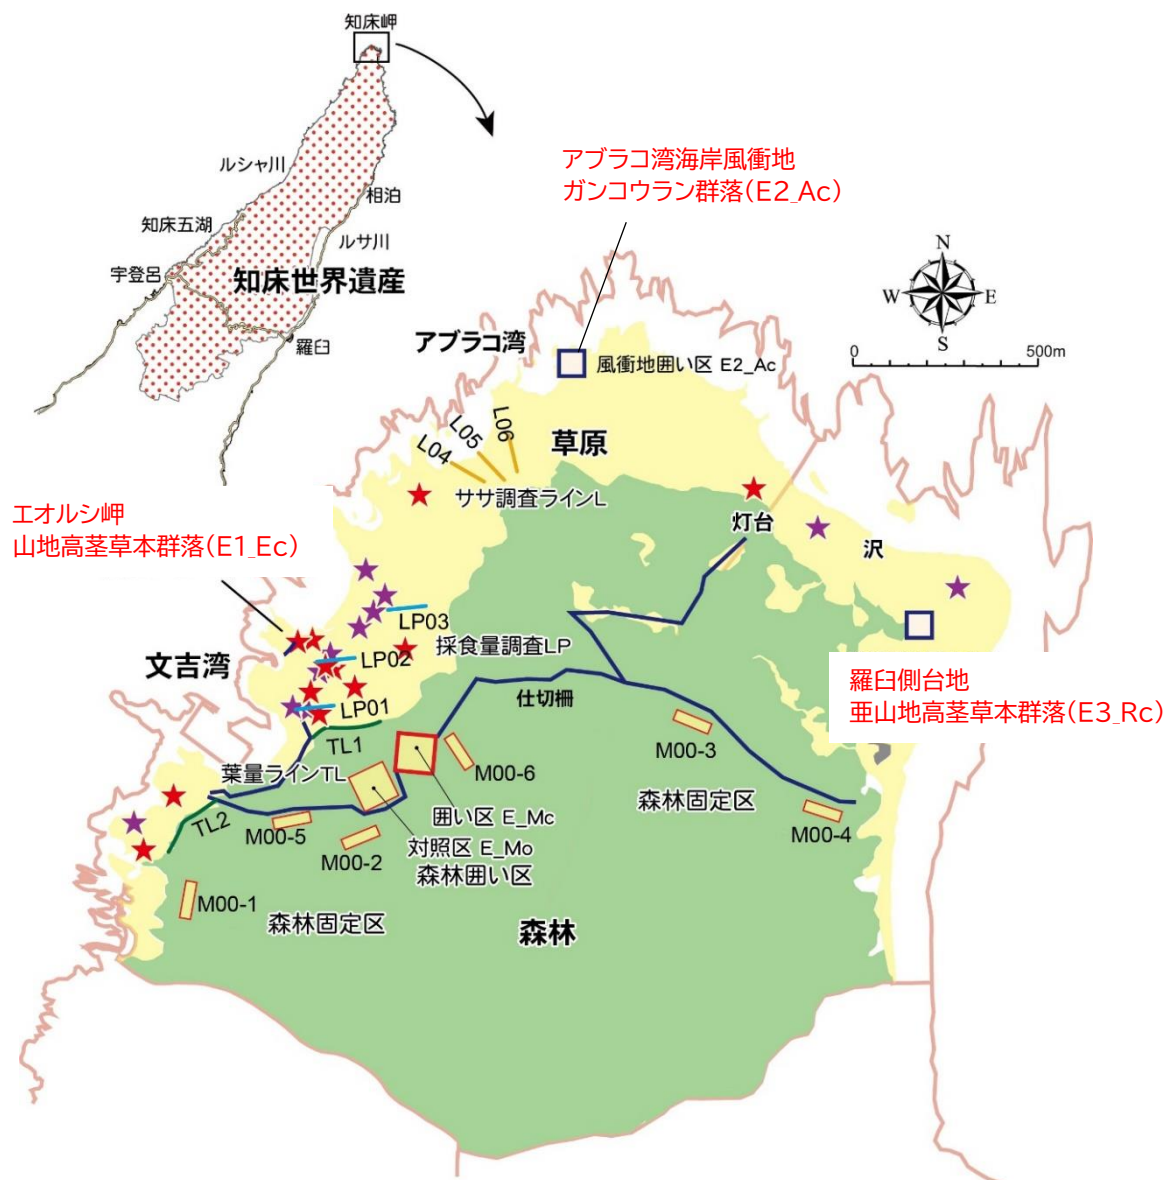 知床岬
ルシャ川
相泊
知床五湖
ルサ川
宇登呂
知床世界遺産
羅臼
アブラコ湾海岸風衝地
ガンコウラン群落(E2_Ac)
N
W
E
S
0
500m
アブラコ湾
風衝地囲い区 E2_Ac
L04
L05
L06
草原
ササ調査ラインL
エオルシ岬
山地高茎草本群落(E1_Ec)
灯台
沢
LP03
採食量調査LP
LP02
文吉湾
羅臼側台地
亜山地高茎草本群落(E3_Rc)
LP01
仕切柵
TL1
M00-3
葉量ラインTL
M00-6
森林固定区
TL2
囲い区 E_Mc
M00-5
M00-4
対照区 E_Mo
M00-2
森林囲い区
M00-1
森林固定区
森林